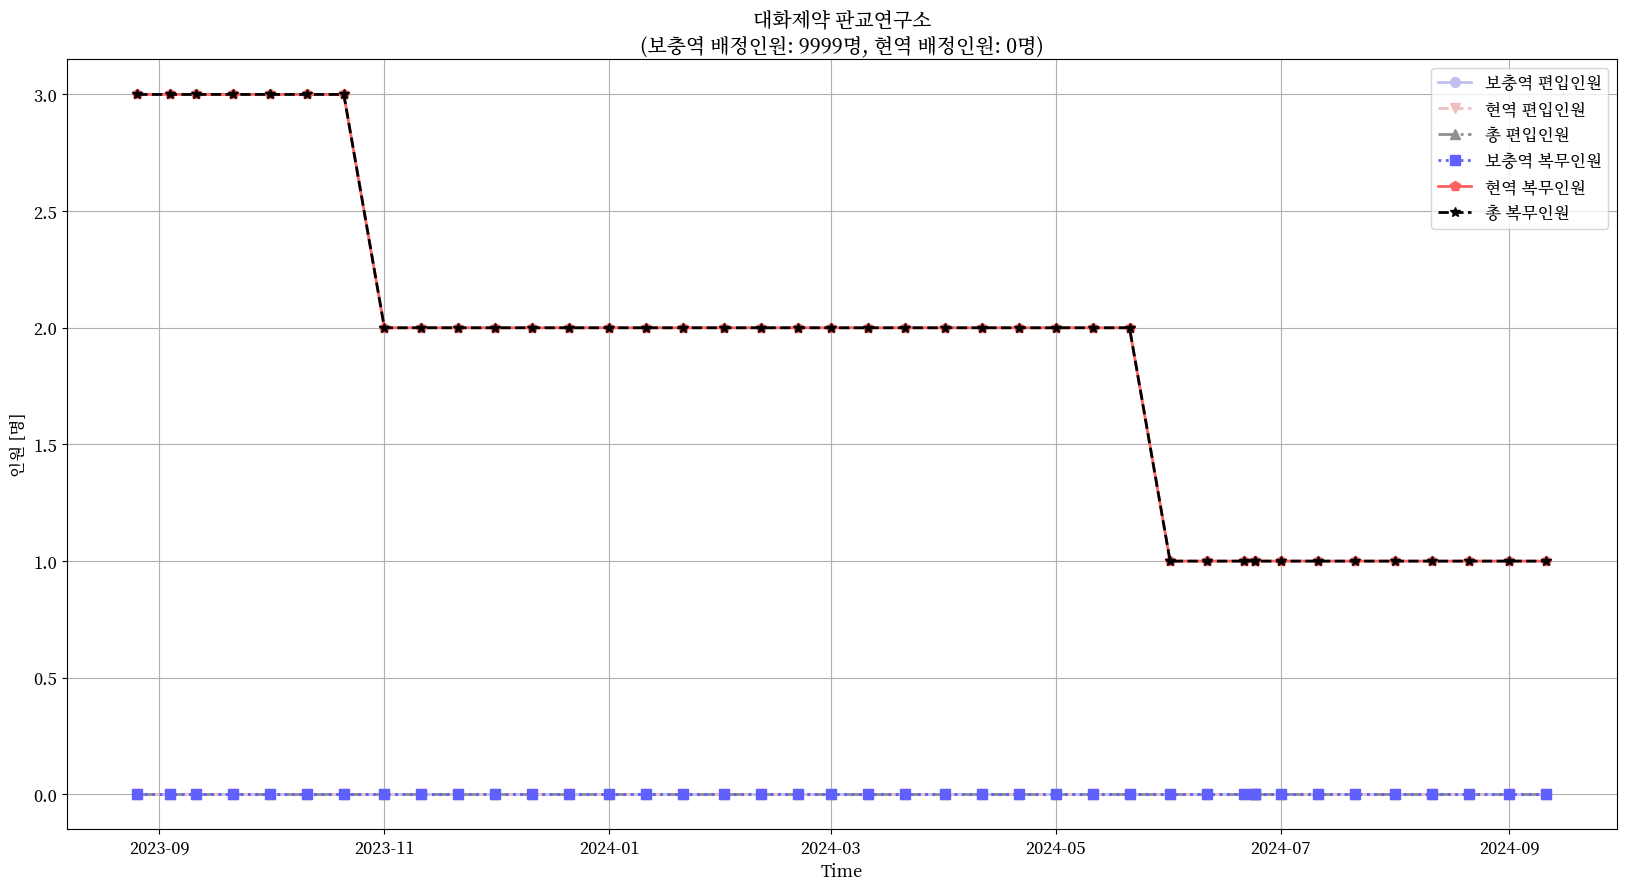 대화제약 판교연구소
(보충역 배정인원: 9999명, 현역 배정인원: 0명)
보충역 편입인원
현역 편입인원
총 편입인원
보충역 복무인원
현역 복무인원
총 복무인원
인원 [명]
3.0
2.5
2.0
1.5
1.0
0.5
0.0
2023-09
2023-11
2024-01
2024-03
2024-05
2024-07
2024-09
Time